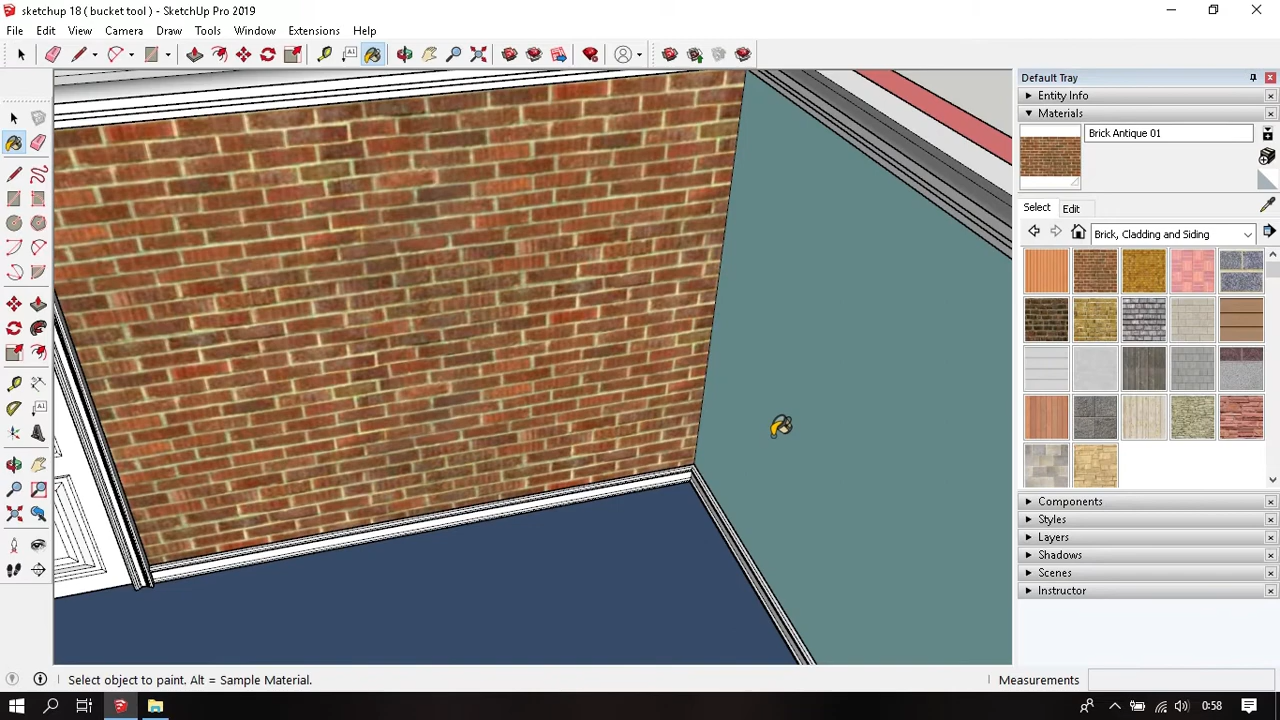 sketchup 18 ( bucket tool ) - SketchUp Pro 2019
File Edit View Camera Draw Tools Window Extensions Help
Default Tray
Entity Info
Materials
Brick Antique 01
Select Edit
Brick, Cladding and Siding
Components
Styles
Layers
Shadows
Scenes
Instructor
Select object to paint. Alt = Sample Material.
Measurements
0:58